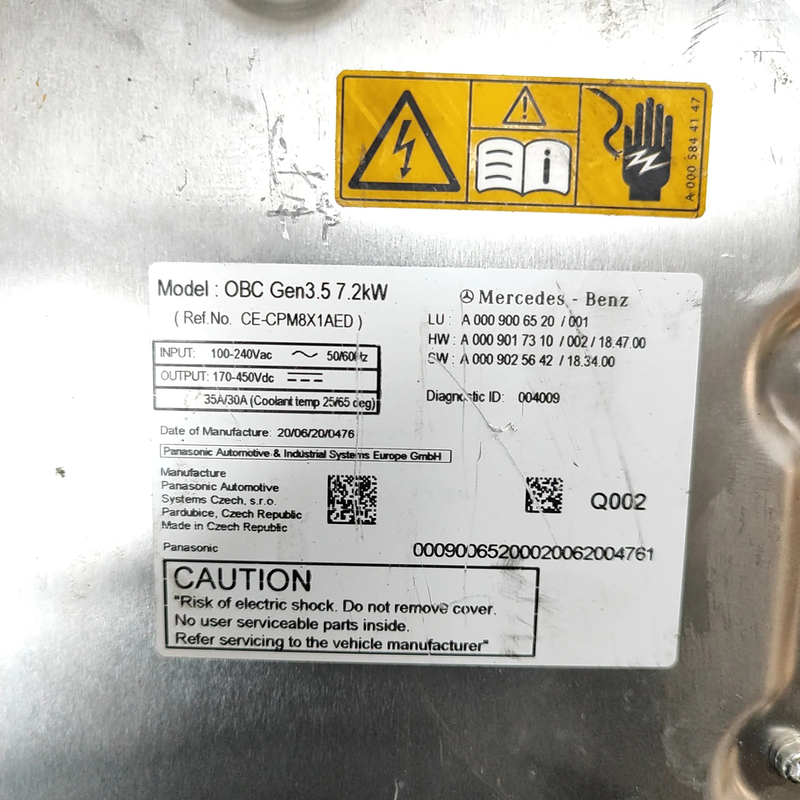 A 000 584 41 47
Model : OBC Gen3.5 7.2kW
( Ref.No. CE-CPM8X1AED )
Mercedes - Benz
LU : A 000 900 65 20 / 001
HW : A 000 901 73 10 / 002 / 18.47.00
SW : A 000 902 56 42 / 18.34.00
Diagnostic ID: 004009
INPUT: 100-240Vac 50/60Hz
OUTPUT: 170-450Vdc
35A/30A (Coolant temp 25/65 deg)
Date of Manufacture: 20/06/20/0476
Panasonic Automotive & Industrial Systems Europe GmbH
Manufacture
Panasonic Automotive
Systems Czech, s.r.o.
Pardubice, Czech Republic
Made in Czech Republic
Q002
Panasonic
00090065200020062004761
CAUTION
"Risk of electric shock. Do not remove cover.
No user serviceable parts inside.
Refer servicing to the vehicle manufacturer"